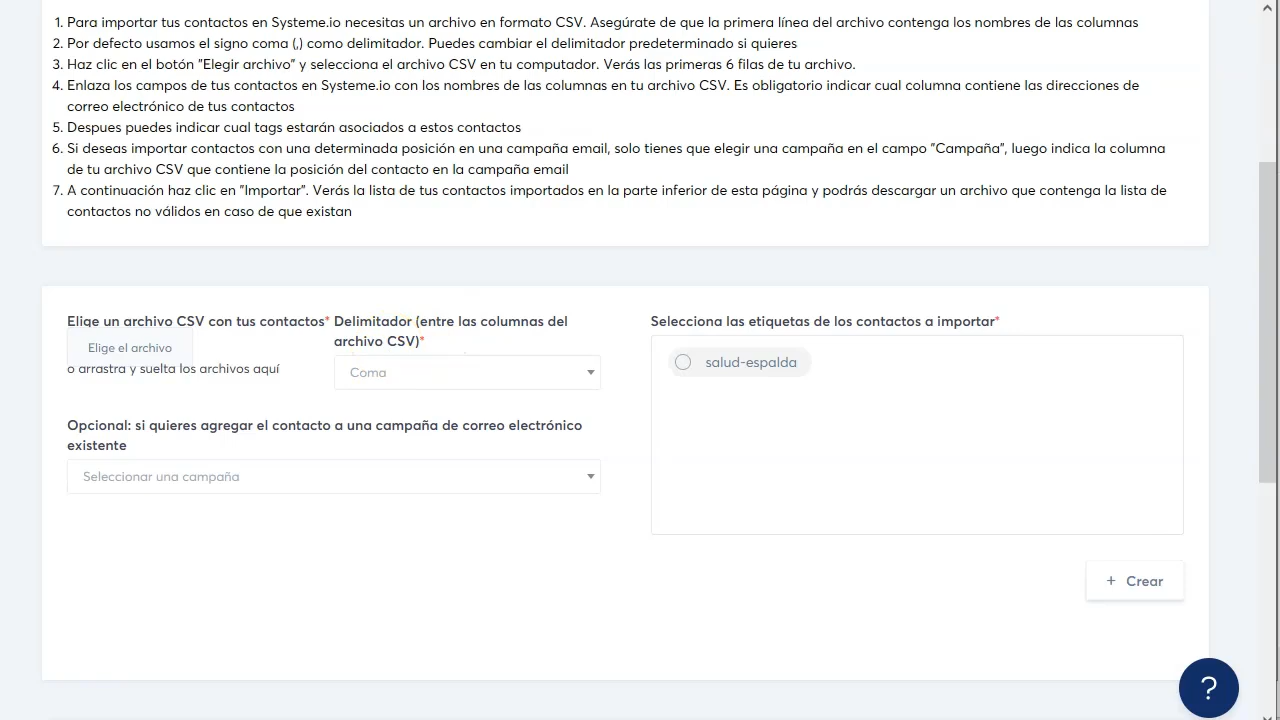 1. Para importar tus contactos en Systeme.io necesitas un archivo en formato CSV. Asegúrate de que la primera línea del archivo contenga los nombres de las columnas
2. Por defecto usamos el signo coma (,) como delimitador. Puedes cambiar el delimitador predeterminado si quieres
3. Haz clic en el botón "Elegir archivo" y selecciona el archivo CSV en tu computador. Verás las primeras 6 filas de tu archivo.
4. Enlaza los campos de tus contactos en Systeme.io con los nombres de las columnas en tu archivo CSV. Es obligatorio indicar cual columna contiene las direcciones de
correo electrónico de tus contactos
5. Despues puedes indicar cual tags estarán asociados a estos contactos
6. Si deseas importar contactos con una determinada posición en una campaña email, solo tienes que elegir una campaña en el campo "Campaña", luego indica la columna
de tu archivo CSV que contiene la posición del contacto en la campaña email
7. A continuación haz clic en "Importar". Verás la lista de tus contactos importados en la parte inferior de esta página y podrás descargar un archivo que contenga la lista de
contactos no válidos en caso de que existan
Elige un archivo CSV con tus contactos*
Elige el archivo
o arrastra y suelta los archivos aquí
Delimitador (entre las columnas del
archivo CSV)*
Coma
Opcional: si quieres agregar el contacto a una campaña de correo electrónico
existente
Seleccionar una campaña
Selecciona las etiquetas de los contactos a importar*
salud-espalda
+ Crear
?